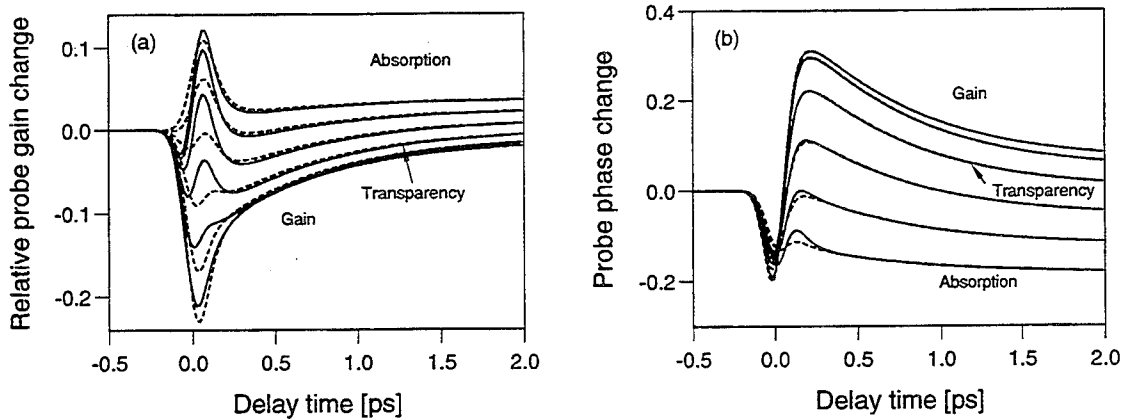 (a)
Relative probe gain change
0.1
0.0
-0.1
-0.2
Absorption
Transparency
Gain
-0.5
0.0
0.5
1.0
1.5
2.0
Delay time [ps]
(b)
Probe phase change
0.4
0.2
0.0
-0.2
Gain
Transparency
Absorption
-0.5
0.0
0.5
1.0
1.5
2.0
Delay time [ps]